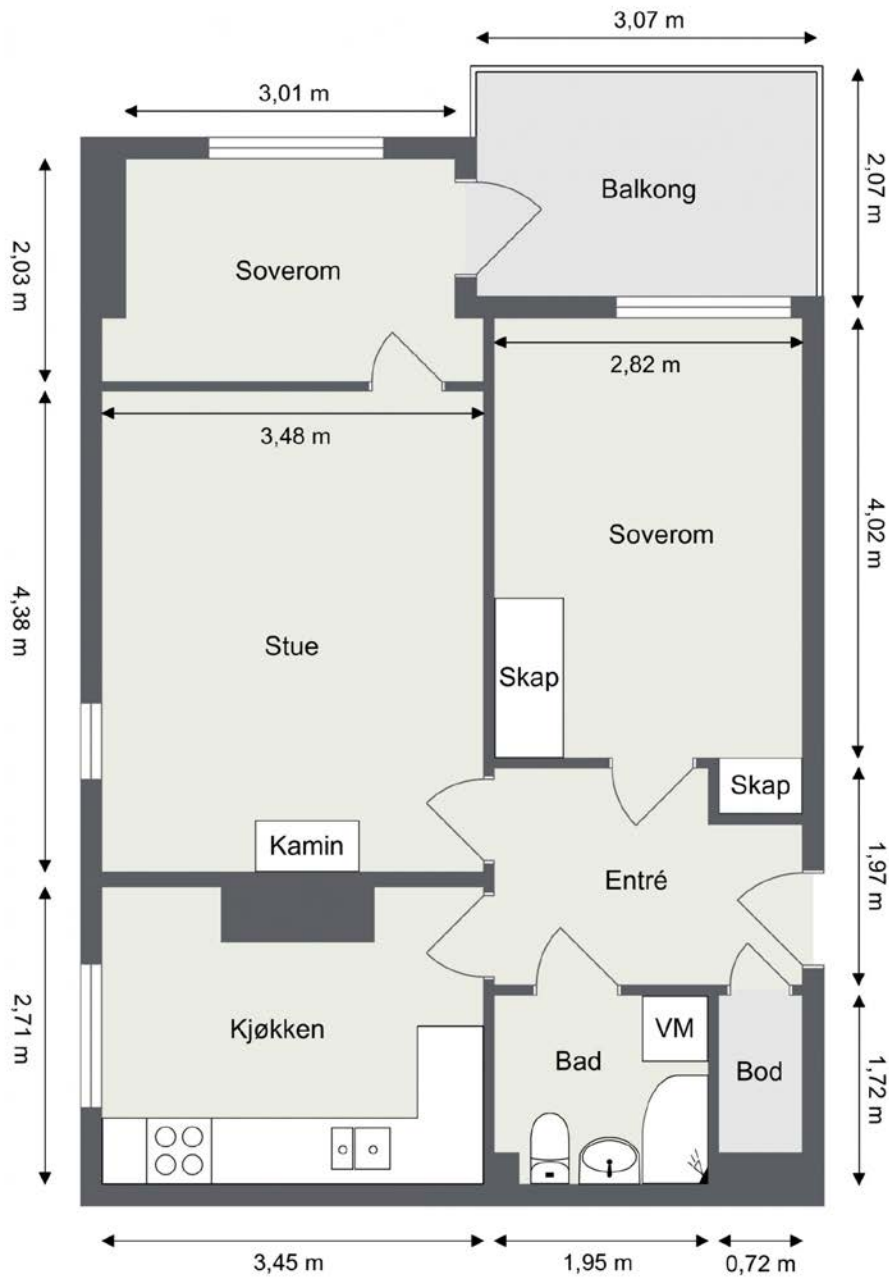 3,07 m
3,01 m
2,07 m
Balkong
2,03 m
Soverom
2,82 m
3,48 m
4,02 m
Soverom
4,38 m
Stue
Skap
Skap
Kamin
Entré
1,97 m
2,71 m
Kjøkken
VM
Bad
Bod
1,72 m
3,45 m
1,95 m
0,72 m